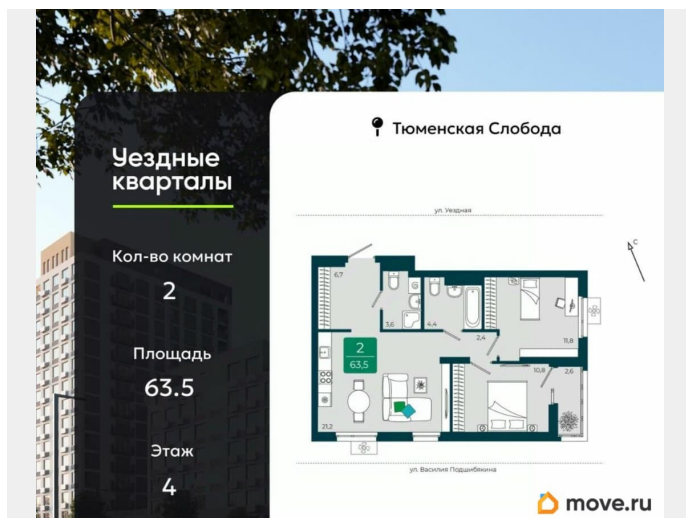 Тюменская Слобода
Уездные
кварталы
Кол-во комнат
2
Площадь
63.5
Этаж
4
ул. Уездная
С
6,7
3,6
4,4
2,4
11,8
2
63,5
10,8
2,6
21,2
ул. Василия Подшибякина
move.ru